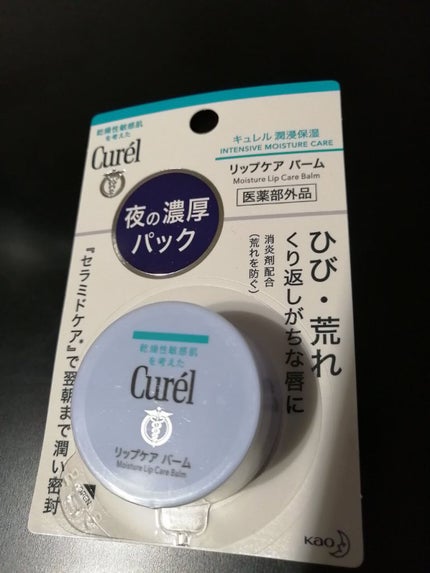 乾燥性敏感肌
を考えた
Curél
キュレル 潤浸保湿
INTENSIVE MOISTURE CARE
リップケア バーム
Moisture Lip Care Balm
医薬部外品
夜の濃厚
パック
ひび・荒れ
くり返しがちな唇に
消炎剤配合
(荒れを防ぐ)
『セラミドケア』で翌朝まで潤い密封
乾燥性敏感肌
を考えた
Curél
リップケア バーム
Moisture Lip Care Balm
Kao